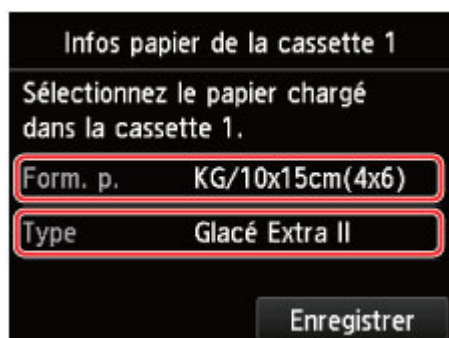 Infos papier de la cassette 1
Sélectionnez le papier chargé
dans la cassette 1.
Form. p. KG/10x15cm(4x6)
Type Glacé Extra II
Enregistrer